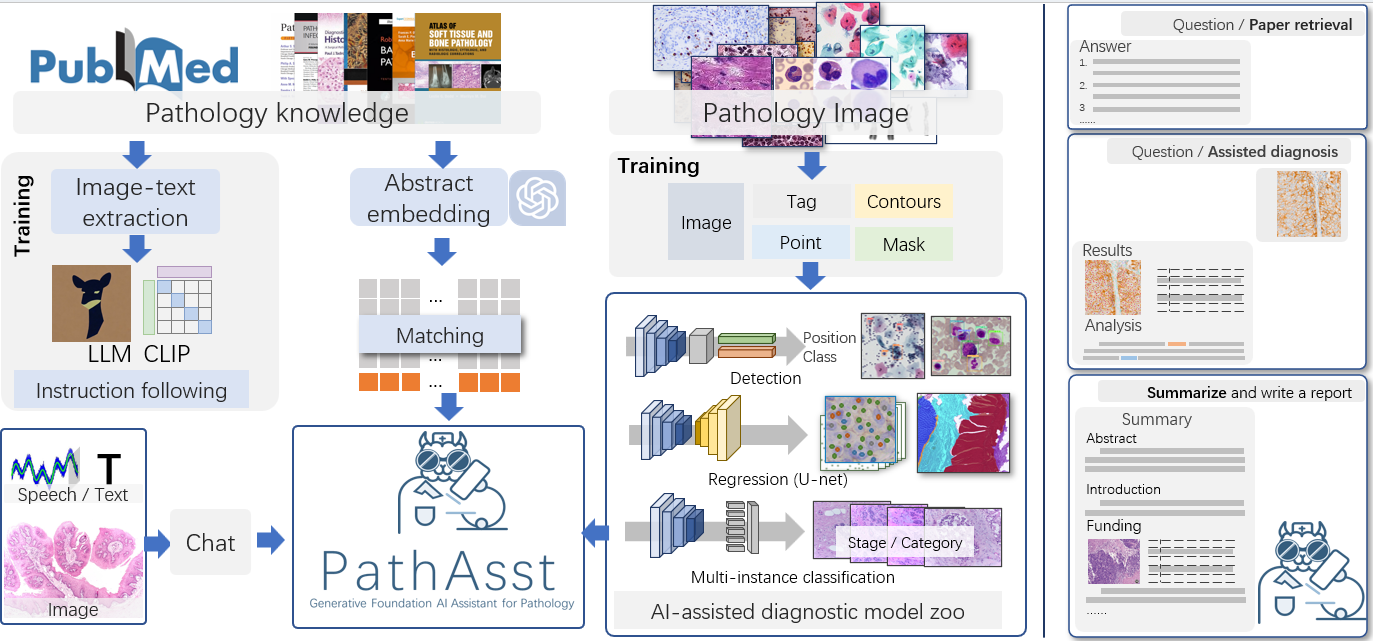 PubMed
ATLAS OF
SOFT TISSUE AND
BONE PATHOLOGY
Pathology knowledge
Pathology Image
Training
Image-text
extraction
LLM CLIP
Instruction following
Abstract
embedding
...
Matching
...
...
Training
Image
Tag
Contours
Point
Mask
Position
Class
Detection
Regression (U-net)
Stage / Category
Multi-instance classification
AI-assisted diagnostic model zoo
T
Speech / Text
Image
Chat
PathAsst
Generative Foundation AI Assistant for Pathology
Question / Paper retrieval
Answer
1.
2.
3
......
Question / Assisted diagnosis
Results
Analysis
Summarize and write a report
Summary
Abstract
Introduction
Funding
......